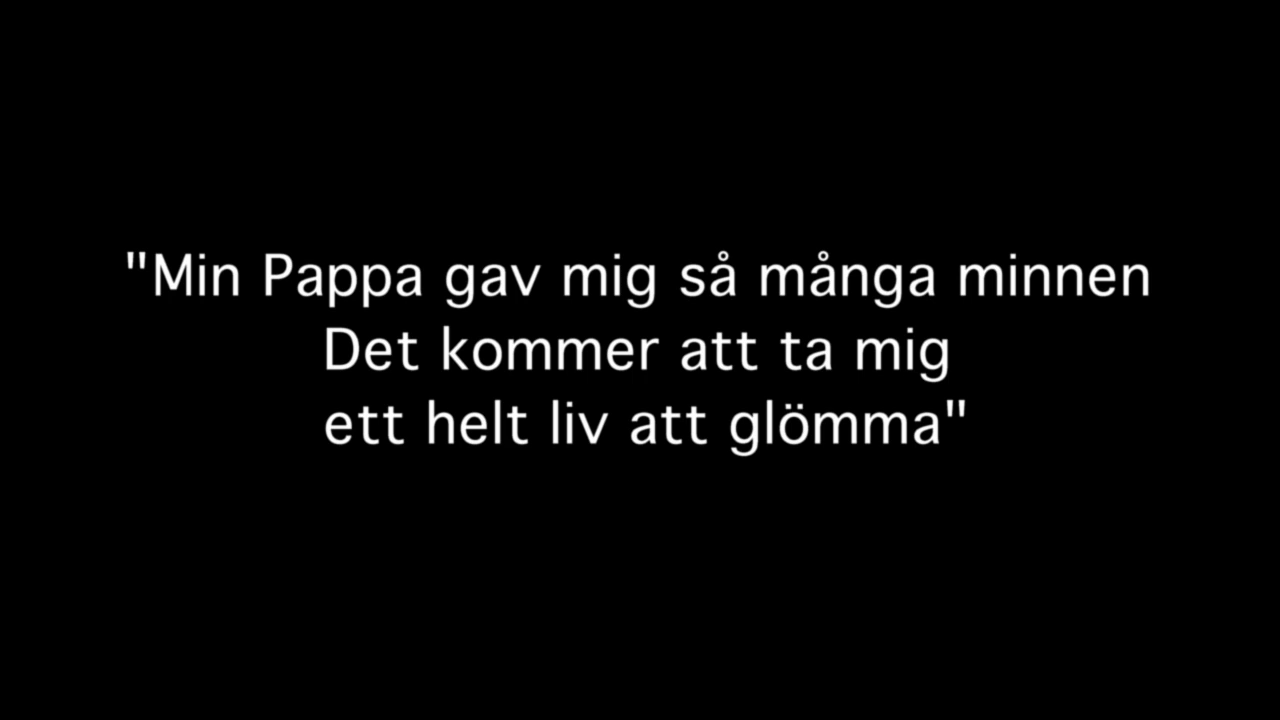 "Min Pappa gav mig så många minnen
Det kommer att ta mig
ett helt liv att glömma"